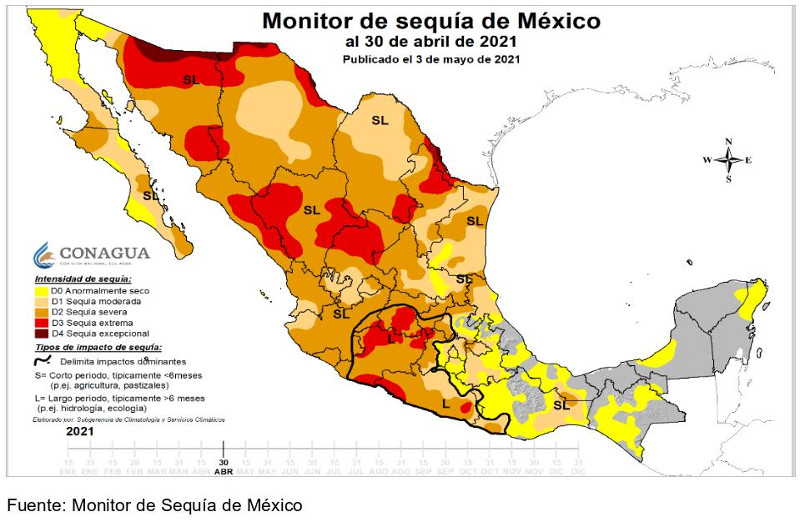 Monitor de sequía de México
al 30 de abril de 2021
Publicado el 3 de mayo de 2021
SL
SL
N
W E
S
SL
SL
SL
CONAGUA
COMISIÓN NACIONAL DEL AGUA
SL
Intensidad de sequía:
D0 Anormalmente seco
D1 Sequía moderada
D2 Sequía severa
D3 Sequía extrema
D4 Sequía excepcional
SL
SL
L
Tipos de impacto de sequía:
Delimita impactos dominantes
S= Corto periodo, típicamente <6meses
(p.ej. agricultura, pastizales)
L= Largo periodo, típicamente >6 meses
(p.ej. hidrología, ecología)
L
SL
Elaborado por: Subgerencia de Climatología y Servicios Climáticos
2021
15 31 15 28 15 31 15 30 15 31 15 30 15 31 15 31 15 30 15 31 15 30 15 31
ENE ENE FEB FEB MAR MAR ABR ABR MAY MAY JUN JUN JUL JUL AGO AGO SEP SEP OCT OCT NOV NOV DIC DIC
Fuente: Monitor de Sequía de México